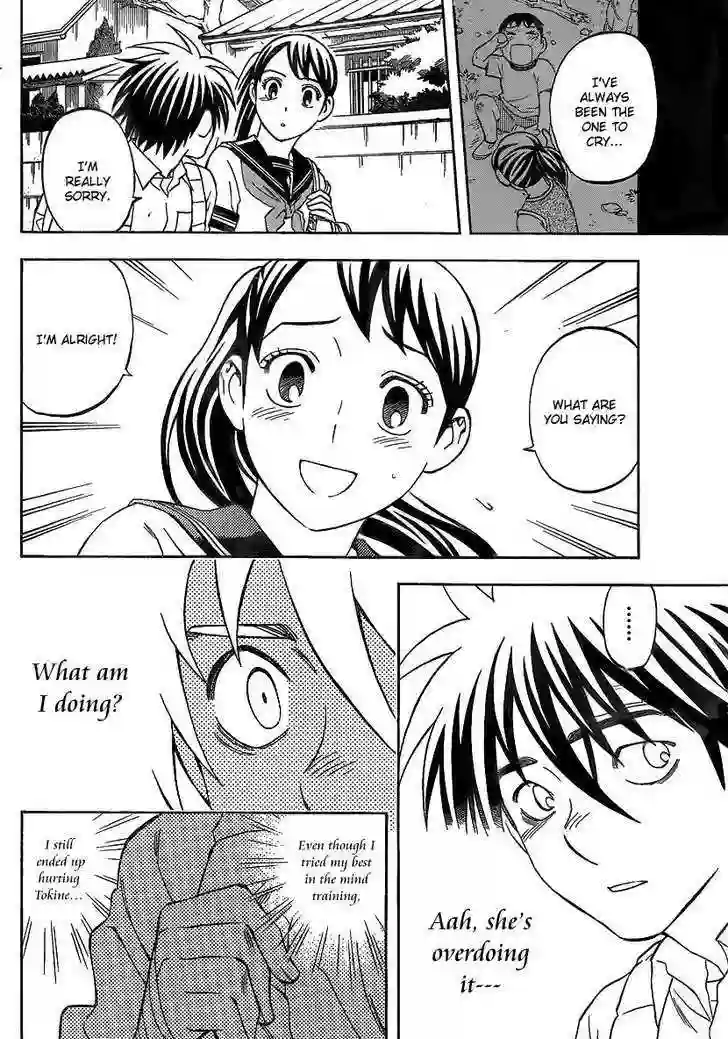 I'VE
ALWAYS
BEEN THE
ONE TO
CRY...
I'M
REALLY
SORRY.
WHAT ARE
YOU SAYING?
I'M ALRIGHT!
......
Aah, she's
overdoing
it---
What am
I doing?
Even though I
tried my best
in the mind
training,
I still
ended up
hurting
Tokine...